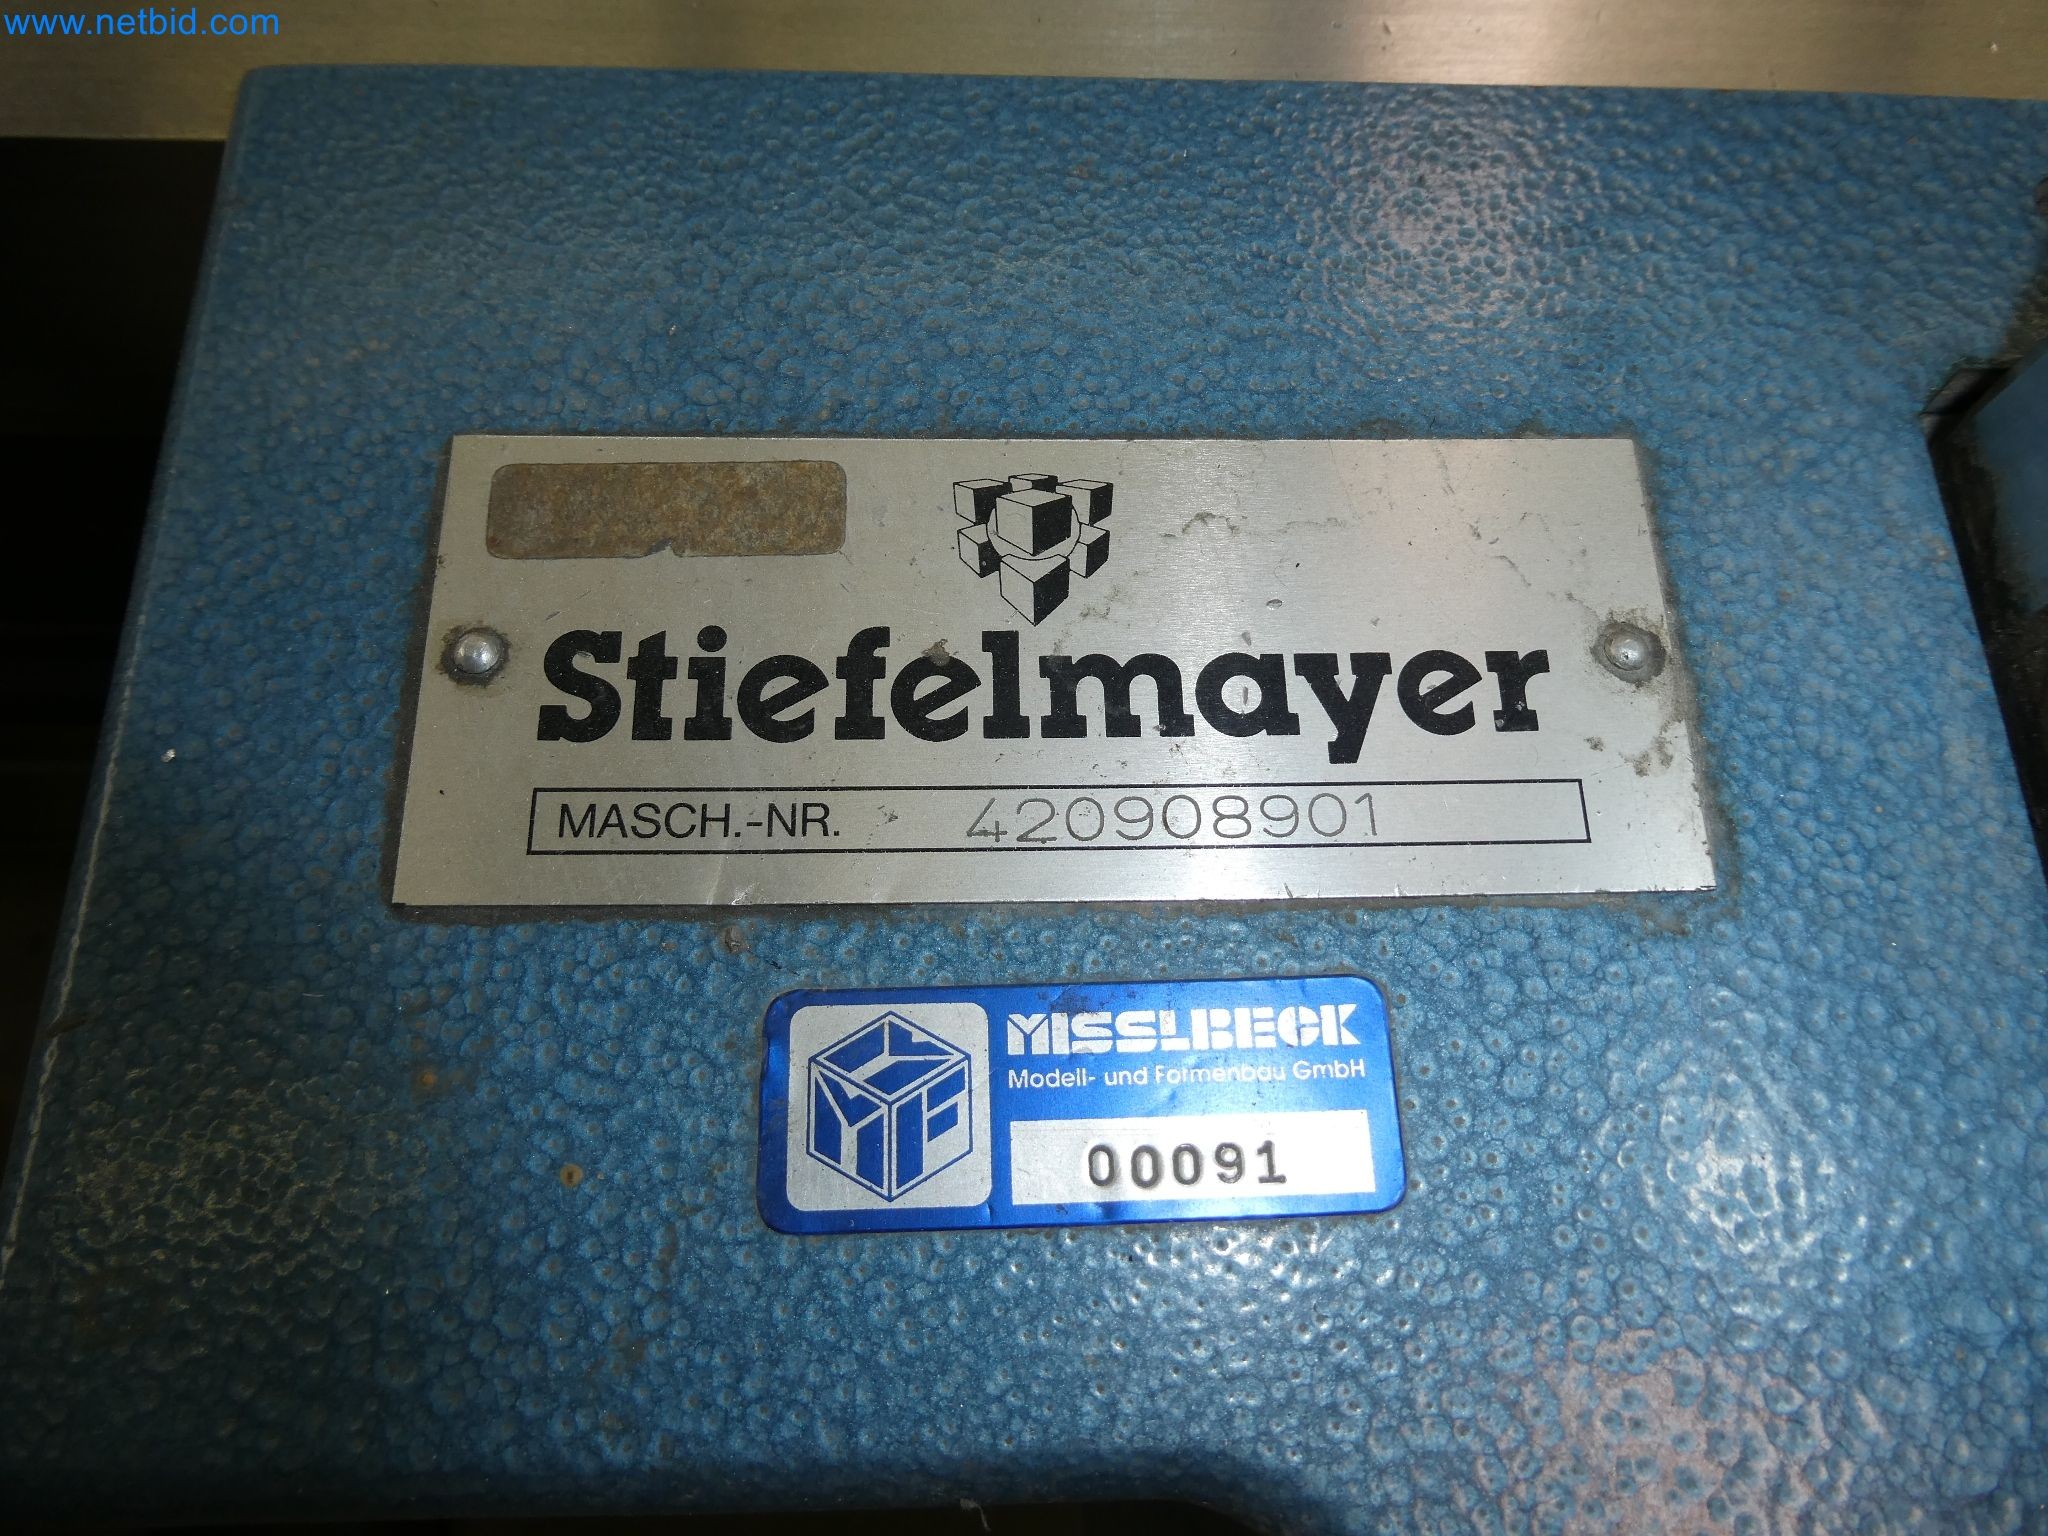 www.netbid.com
Stiefelmayer
MASCH.-NR. 420908901
MISSLBECK
Modell- und Formenbau GmbH
00091